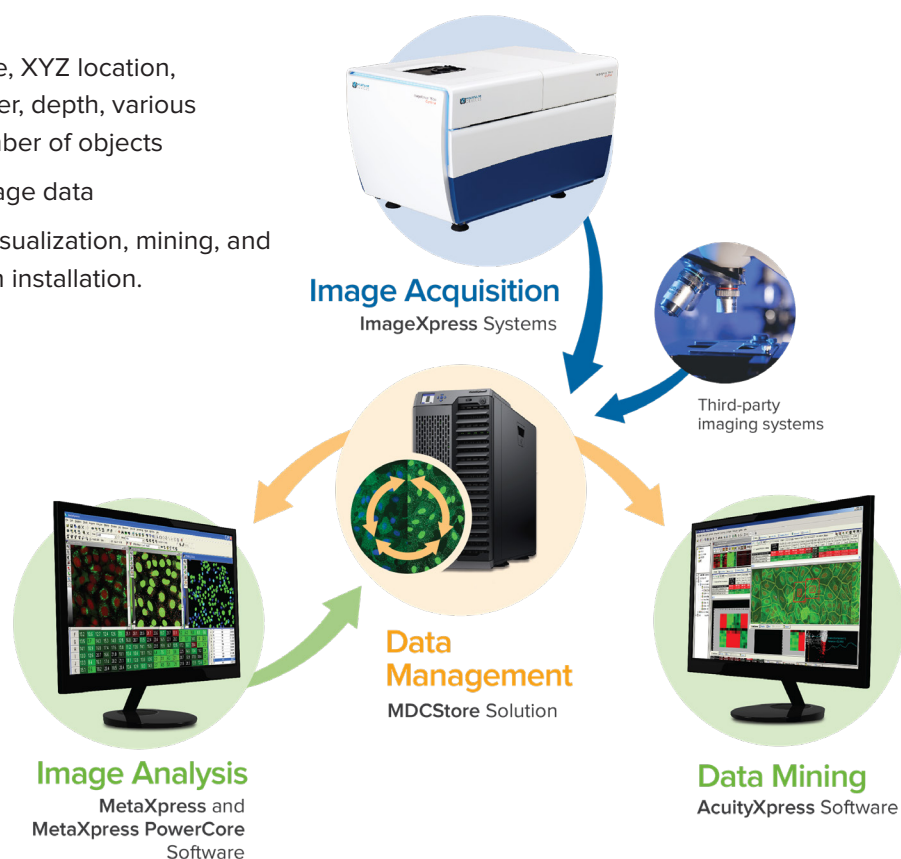 e, XYZ location,
er, depth, various
ber of objects
age data
sualization, mining, and
n installation.
Image Acquisition
ImageXpress Systems
Third-party
imaging systems
Data
Management
MDCStore Solution
Image Analysis
MetaXpress and
MetaXpress PowerCore
Software
Data Mining
AcuityXpress Software